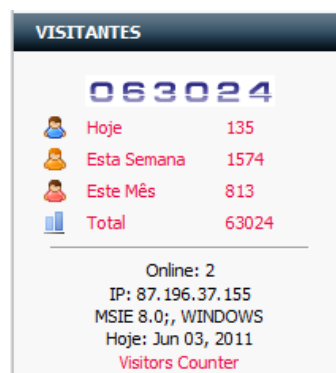 VISITANTES
063024
Hoje 135
Esta Semana 1574
Este Mês 813
Total 63024
Online: 2
IP: 87.196.37.155
MSIE 8.0;, WINDOWS
Hoje: Jun 03, 2011
Visitors Counter